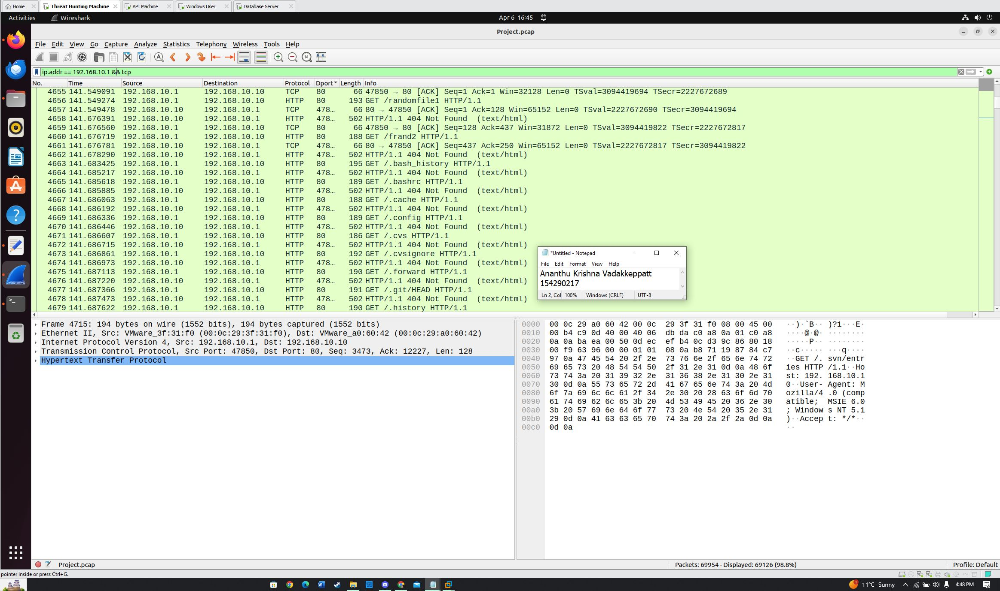 Home Threat Hunting Machine API Machine Windows User Database Server
Activities Wireshark Apr 6 16:45
Project.pcap
File Edit View Go Capture Analyze Statistics Telephony Wireless Tools Help
ip.addr == 192.168.10.1 && tcp
No. Time Source Destination Protocol Dport Length Info
4655 141.549091 192.168.10.1 192.168.10.10 TCP 80 66 47850 → 80 [ACK] Seq=1 Ack=1 Win=32128 Len=0 TSval=3094419694 TSecr=2227672689
4656 141.549274 192.168.10.1 192.168.10.10 HTTP 80 193 GET /randomfile1 HTTP/1.1
4657 141.549478 192.168.10.10 192.168.10.1 TCP 478… 66 80 → 47850 [ACK] Seq=1 Ack=128 Win=65152 Len=0 TSval=2227672690 TSecr=3094419694
4658 141.676391 192.168.10.10 192.168.10.1 HTTP 478… 502 HTTP/1.1 404 Not Found (text/html)
4659 141.676560 192.168.10.1 192.168.10.10 TCP 80 66 47850 → 80 [ACK] Seq=128 Ack=437 Win=31872 Len=0 TSval=3094419822 TSecr=2227672817
4660 141.676719 192.168.10.1 192.168.10.10 HTTP 80 188 GET /frand2 HTTP/1.1
4661 141.676781 192.168.10.10 192.168.10.1 TCP 478… 66 80 → 47850 [ACK] Seq=437 Ack=250 Win=65152 Len=0 TSval=2227672817 TSecr=3094419822
4662 141.678290 192.168.10.10 192.168.10.1 HTTP 478… 502 HTTP/1.1 404 Not Found (text/html)
4663 141.683425 192.168.10.1 192.168.10.10 HTTP 80 195 GET /.bash_history HTTP/1.1
4664 141.685217 192.168.10.10 192.168.10.1 HTTP 478… 502 HTTP/1.1 404 Not Found (text/html)
4665 141.685618 192.168.10.1 192.168.10.10 HTTP 80 189 GET /.bashrc HTTP/1.1
4666 141.685885 192.168.10.10 192.168.10.1 HTTP 478… 502 HTTP/1.1 404 Not Found (text/html)
4667 141.686063 192.168.10.1 192.168.10.10 HTTP 80 188 GET /.cache HTTP/1.1
4668 141.686192 192.168.10.10 192.168.10.1 HTTP 478… 502 HTTP/1.1 404 Not Found (text/html)
4669 141.686336 192.168.10.1 192.168.10.10 HTTP 80 189 GET /.config HTTP/1.1
4670 141.686446 192.168.10.10 192.168.10.1 HTTP 478… 502 HTTP/1.1 404 Not Found (text/html)
4671 141.686607 192.168.10.1 192.168.10.10 HTTP 80 186 GET /.cvs HTTP/1.1
4672 141.686715 192.168.10.10 192.168.10.1 HTTP 478… 502 HTTP/1.1 404 Not Found (text/html)
4673 141.686861 192.168.10.1 192.168.10.10 HTTP 80 192 GET /.cvsignore HTTP/1.1
4674 141.686973 192.168.10.10 192.168.10.1 HTTP 478… 502 HTTP/1.1 404 Not Found (text/html)
4675 141.687113 192.168.10.1 192.168.10.10 HTTP 80 190 GET /.forward HTTP/1.1
4676 141.687220 192.168.10.10 192.168.10.1 HTTP 478… 502 HTTP/1.1 404 Not Found (text/html)
4677 141.687366 192.168.10.1 192.168.10.10 HTTP 80 191 GET /.git/HEAD HTTP/1.1
4678 141.687473 192.168.10.10 192.168.10.1 HTTP 478… 502 HTTP/1.1 404 Not Found (text/html)
4679 141.687622 192.168.10.1 192.168.10.10 HTTP 80 190 GET /.history HTTP/1.1
*Untitled - Notepad
File Edit Format View Help
Ananthu Krishna Vadakkeppatt
154290217
Ln 2, Col 100% Windows (CRLF) UTF-8
Frame 4715: 194 bytes on wire (1552 bits), 194 bytes captured (1552 bits)
Ethernet II, Src: VMware_3f:31:f0 (00:0c:29:3f:31:f0), Dst: VMware_a0:60:42 (00:0c:29:a0:60:42)
Internet Protocol Version 4, Src: 192.168.10.1, Dst: 192.168.10.10
Transmission Control Protocol, Src Port: 47850, Dst Port: 80, Seq: 3473, Ack: 12227, Len: 128
Hypertext Transfer Protocol
0000 00 0c 29 a0 60 42 00 0c 29 3f 31 f0 08 00 45 00 ··)·`B·· )?1···E·
0010 00 b4 c9 0d 40 00 40 06 db da c0 a8 0a 01 c0 a8 ····@·@· ········
0020 0a 0a ba ea 00 50 0d ec ef b4 0c d3 9c 86 80 18 ·····P·· ········
0030 00 f9 63 96 00 00 01 01 08 0a b8 71 19 87 84 c7 ··c····· ···q····
0040 97 0a 47 45 54 20 2f 2e 73 76 6e 2f 65 6e 74 72 ··GET /. svn/entr
0050 69 65 73 20 48 54 54 50 2f 31 2e 31 0d 0a 48 6f ies HTTP /1.1··Ho
0060 73 74 3a 20 31 39 32 2e 31 36 38 2e 31 30 2e 31 st: 192. 168.10.1
0070 30 0d 0a 55 73 65 72 2d 41 67 65 6e 74 3a 20 4d 0··User- Agent: M
0080 6f 7a 69 6c 6c 61 2f 34 2e 30 20 28 63 6f 6d 70 ozilla/4 .0 (comp
0090 61 74 69 62 6c 65 3b 20 4d 53 49 45 20 36 2e 30 atible; MSIE 6.0
00a0 3b 20 57 69 6e 64 6f 77 73 20 4e 54 20 35 2e 31 ; Window s NT 5.1
00b0 29 0d 0a 41 63 63 65 70 74 3a 20 2a 2f 2a 0d 0a )··Accep t: */*··
00c0 0d 0a ··
Project.pcap Packets: 69954 · Displayed: 69126 (98.8%) Profile: Default
pointer inside or press Ctrl+G.
1 11°C Sunny 4:48 PM